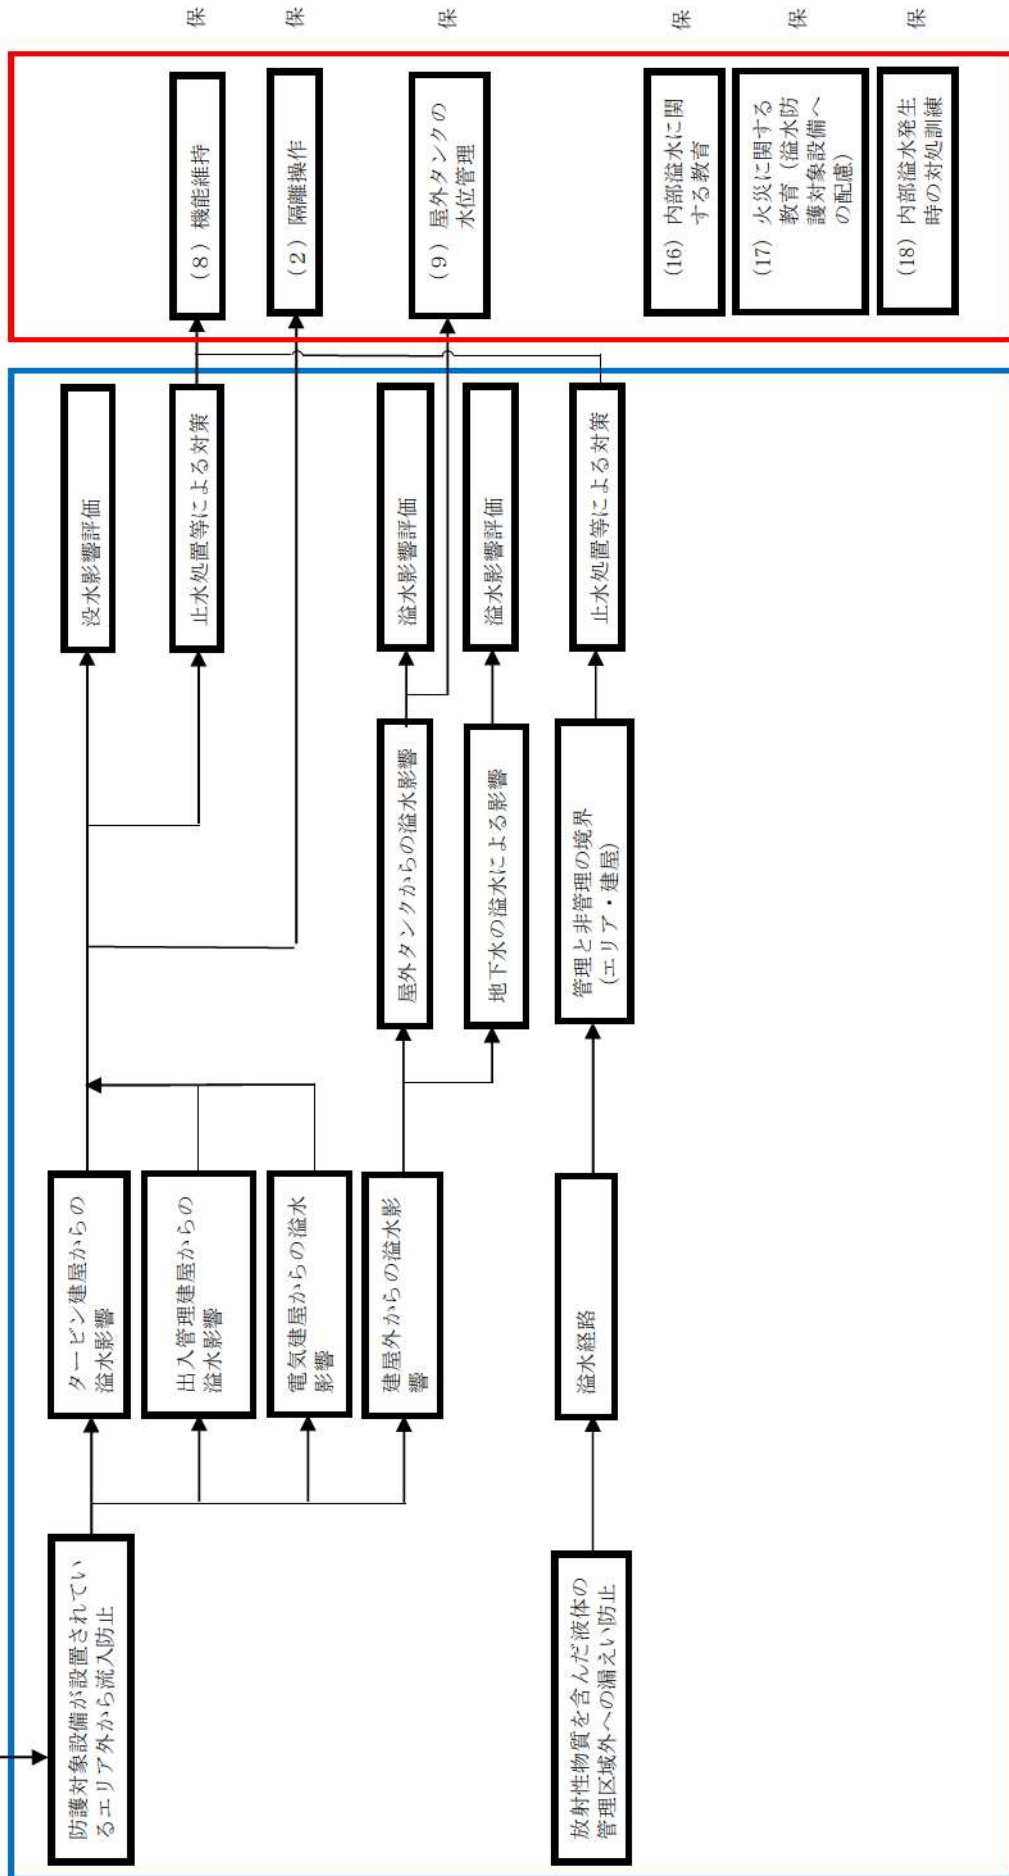 防護対象設備が設置されてい
るエリア外から流入防止
タービン建屋からの
溢水影響
出入管理建屋からの
溢水影響
電気建屋からの溢水
影響
建屋外からの溢水影
響
屋外タンクからの溢水影響
地下水の溢水による影響
没水影響評価
止水処置等による対策
溢水影響評価
溢水影響評価
放射性物質を含んだ液体の
管理区域外への漏えい防止
溢水経路
管理と非管理の境界
(エリア・建屋)
止水処置等による対策
(8) 機能維持
(2) 隔離操作
(9) 屋外タンクの
水位管理
(16) 内部溢水に関
する教育
(17) 火災に関する
教育（溢水防
護対象設備へ
の配慮）
(18) 内部溢水発生
時の対処訓練
保
保
保
保
保
保